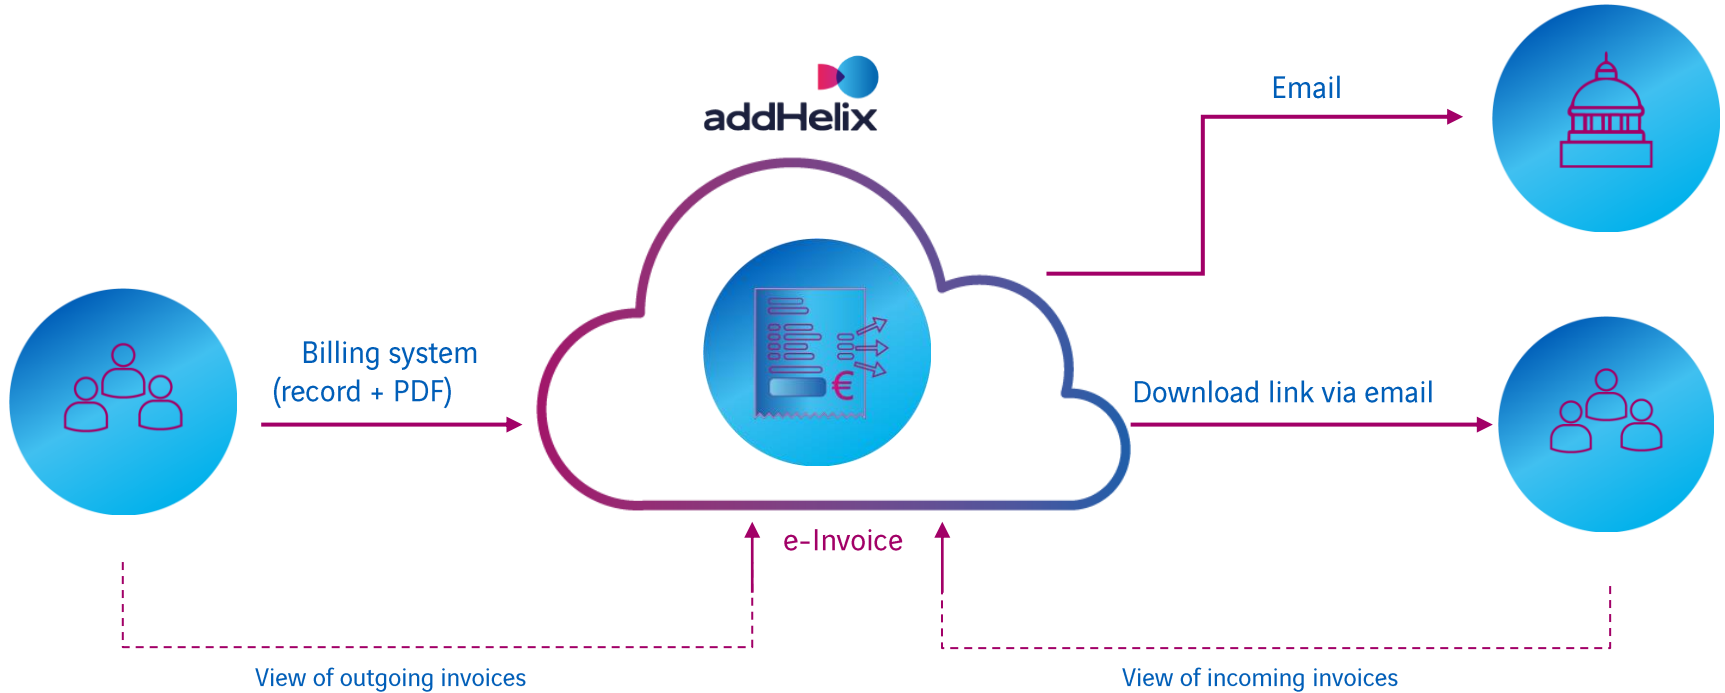 addHelix
Email
Billing system
(record + PDF)
€
Download link via email
e-Invoice
View of outgoing invoices
View of incoming invoices